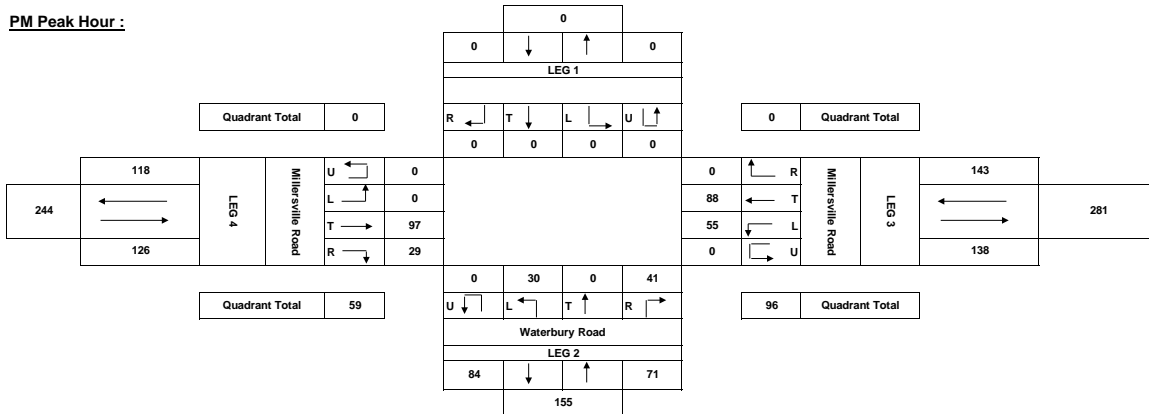 PM Peak Hour :
0
0 0
LEG 1
Quadrant Total 0
R T L U
0 Quadrant Total
0 0 0 0
118
U 0
0 R
143
244
LEG 4
Millersville Road
L 0
88 T
Millersville Road
LEG 3
281
T 97
55 L
126
R 29
0 U
138
0 30 0 41
Quadrant Total 59
U L T R
96 Quadrant Total
Waterbury Road
LEG 2
84 71
155